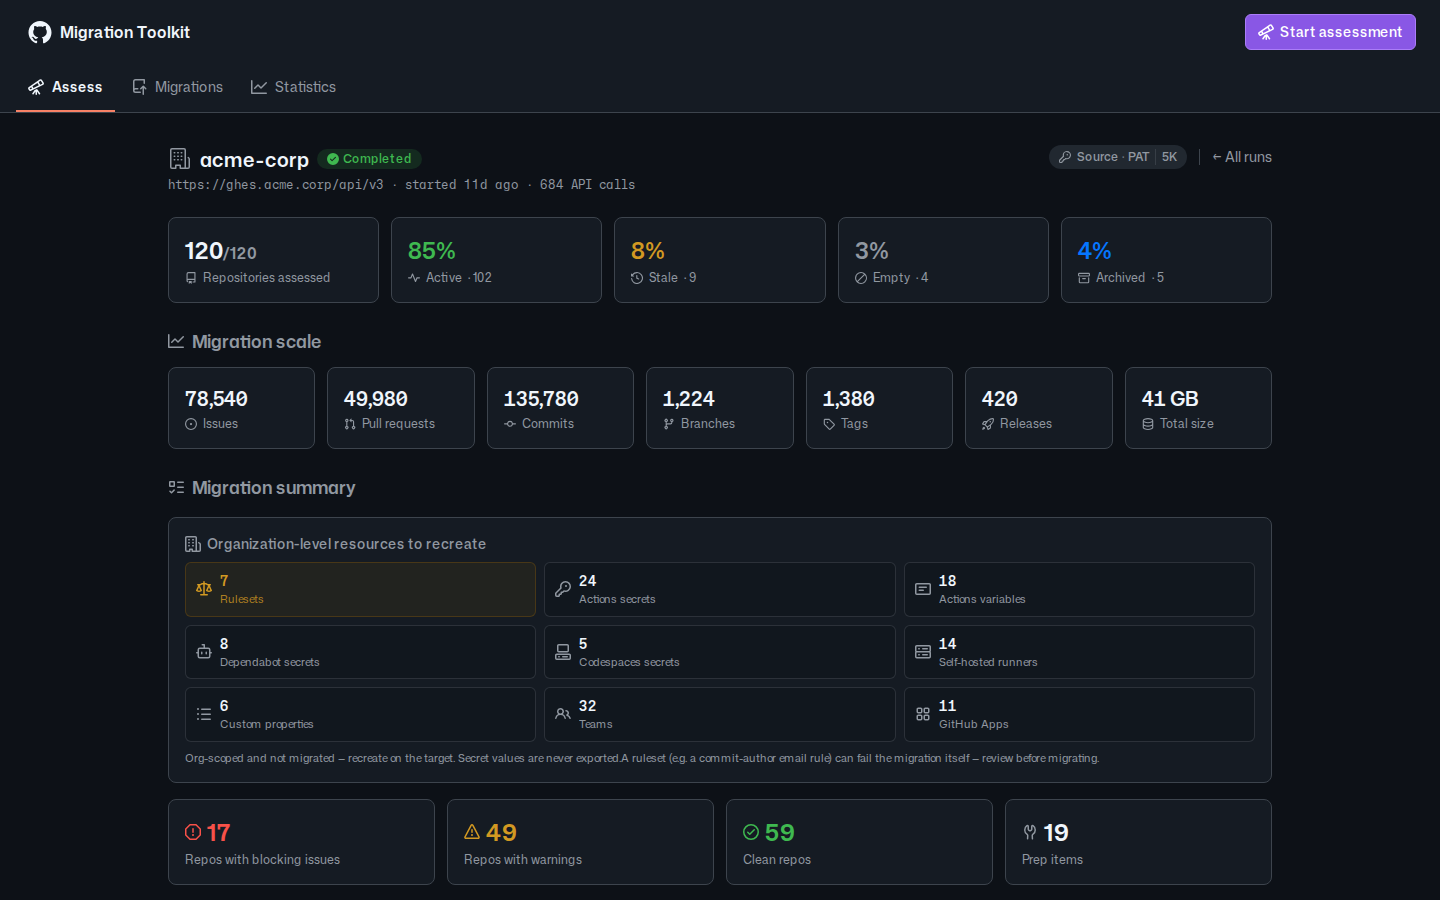 Migration Toolkit
Start assessment
Assess
Migrations
Statistics
acme-corp
Completed
Source · PAT
5K
← All runs
https://ghes.acme.corp/api/v3 · started 11d ago · 684 API calls
120/120
Repositories assessed
85%
Active · 102
8%
Stale · 9
3%
Empty · 4
4%
Archived · 5
Migration scale
78,540
Issues
49,980
Pull requests
135,780
Commits
1,224
Branches
1,380
Tags
420
Releases
41 GB
Total size
Migration summary
Organization-level resources to recreate
7
Rulesets
24
Actions secrets
18
Actions variables
8
Dependabot secrets
5
Codespaces secrets
14
Self-hosted runners
6
Custom properties
32
Teams
11
GitHub Apps
Org-scoped and not migrated – recreate on the target. Secret values are never exported.A ruleset (e.g. a commit-author email rule) can fail the migration itself – review before migrating.
17
Repos with blocking issues
49
Repos with warnings
59
Clean repos
19
Prep items